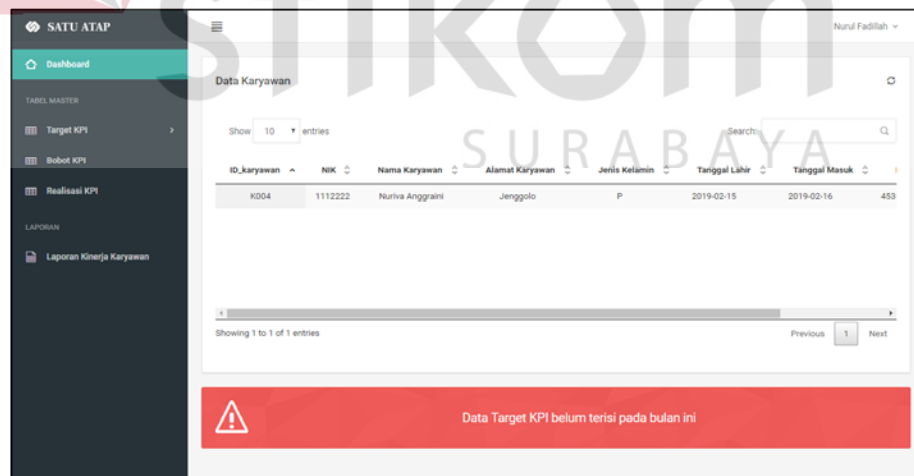 SATU ATAP
Nurul Fadillah
Dashboard
TABEL MASTER
Target KPI
Bobot KPI
Realisasi KPI
LAPORAN
Laporan Kinerja Karyawan
Data Karyawan
Show 10 entries
Search:
ID_karyawan NIK Nama Karyawan Alamat Karyawan Jenis Kelamin Tanggal Lahir Tanggal Masuk
K004 1112222 Nuriva Anggraini Jenggolo P 2019-02-15 2019-02-16 453
Showing 1 to 1 of 1 entries
Previous 1 Next
Data Target KPI belum terisi pada bulan ini
stikom
SURABAYA